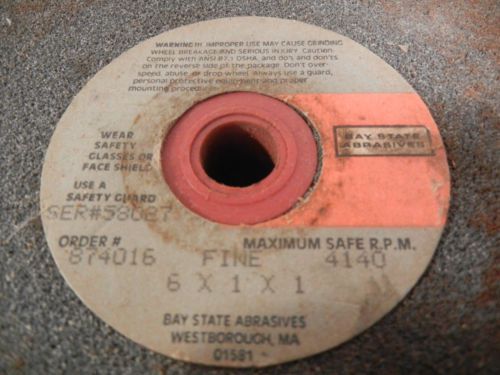 WARNING!! IMPROPER USE MAY CAUSE GRINDING
WHEEL BREAKAGE AND SERIOUS INJURY. Caution:
Comply with ANSI B7.1 OSHA, and do's and don'ts
on the reverse side of the package. Don't over-
speed, abuse, or drop wheel. Always use a guard,
personal protective equipment and proper
mounting procedures
BAY STATE
ABRASIVES
WEAR
SAFETY
GLASSES OR
FACE SHIELD
USE A
SAFETY GUARD
SER#58087
ORDER #
874016
FINE
MAXIMUM SAFE R.P.M.
4140
6 X 1 X 1
BAY STATE ABRASIVES
WESTBOROUGH, MA
01581